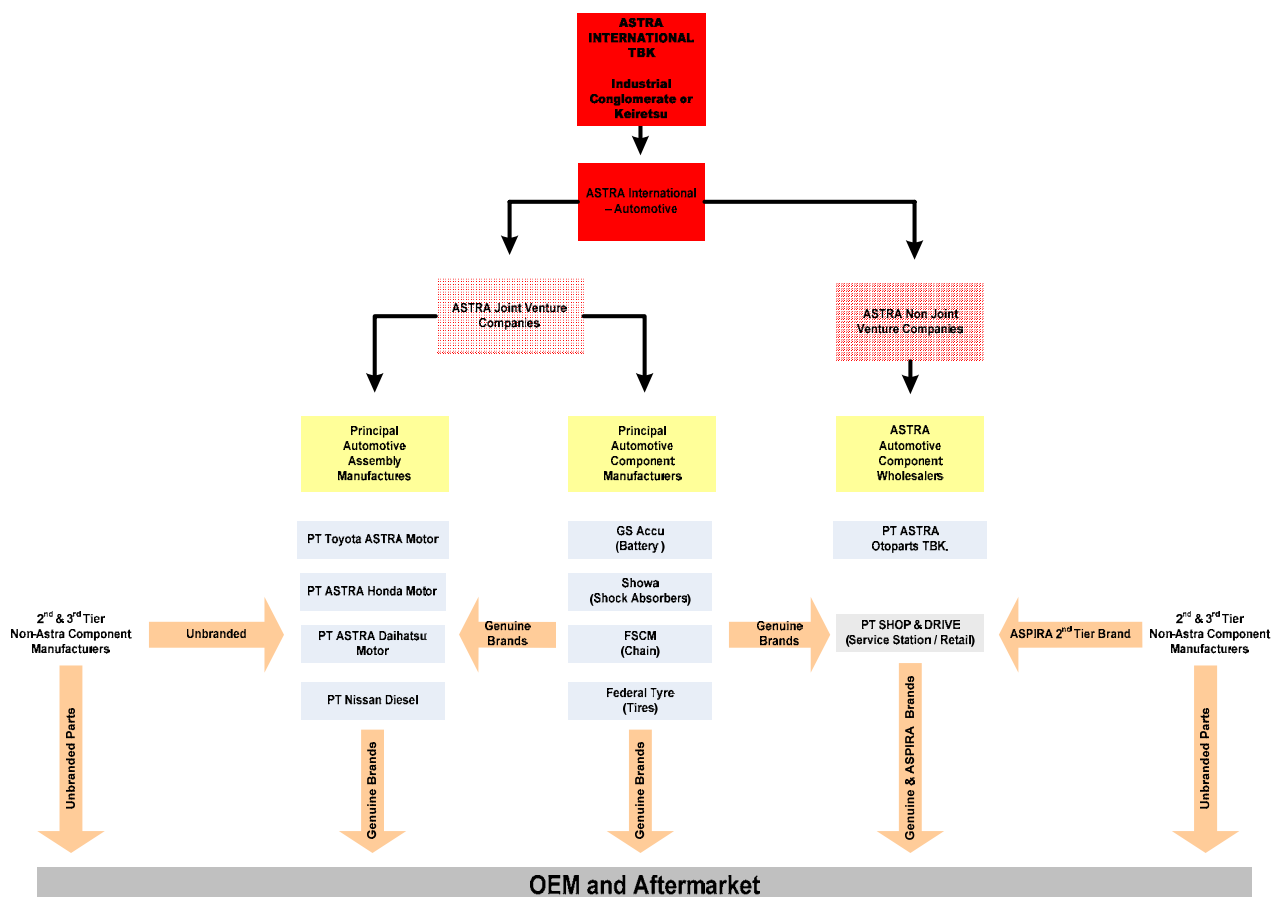 ASTRA
INTERNATIONAL
TBK
Industrial
Conglomerate or
Keiretsu
ASTRA International
– Automotive
ASTRA Joint Venture
Companies
ASTRA Non Joint
Venture Companies
Principal
Automotive
Assembly
Manufactures
Principal
Automotive
Component
Manufacturers
ASTRA
Automotive
Component
Wholesalers
PT Toyota ASTRA Motor
GS Accu
(Battery )
PT ASTRA
Otoparts TBK.
PT ASTRA Honda Motor
Showa
(Shock Absorbers)
2nd & 3rd Tier
Non-Astra Component
Manufacturers
Unbranded
PT ASTRA Daihatsu
Motor
Genuine
Brands
FSCM
(Chain)
Genuine
Brands
PT SHOP & DRIVE
(Service Station / Retail)
ASPIRA 2nd Tier Brand
2nd & 3rd Tier
Non-Astra Component
Manufacturers
PT Nissan Diesel
Federal Tyre
(Tires)
Unbranded Parts
Genuine Brands
Genuine Brands
Genuine & ASPIRA Brands
Unbranded Parts
OEM and Aftermarket